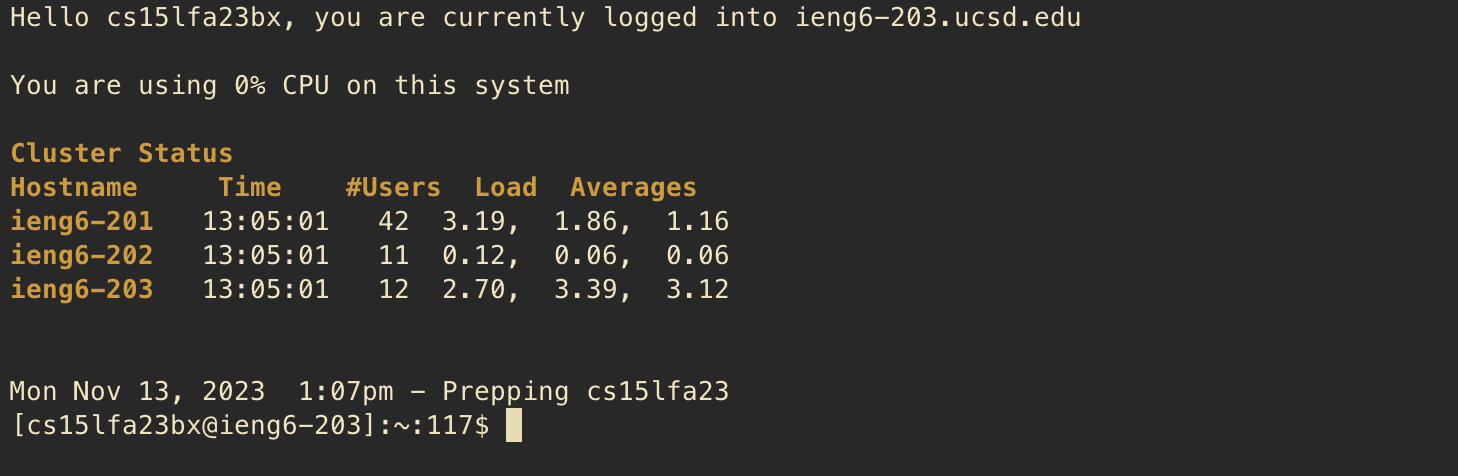 Hello cs15lfa23bx, you are currently logged into ieng6-203.ucsd.edu
You are using 0% CPU on this system
Cluster Status
Hostname     Time    #Users  Load  Averages
ieng6-201   13:05:01   42  3.19,  1.86,  1.16
ieng6-202   13:05:01   11  0.12,  0.06,  0.06
ieng6-203   13:05:01   12  2.70,  3.39,  3.12
Mon Nov 13, 2023  1:07pm - Prepping cs15lfa23
[cs15lfa23bx@ieng6-203]:~:117$